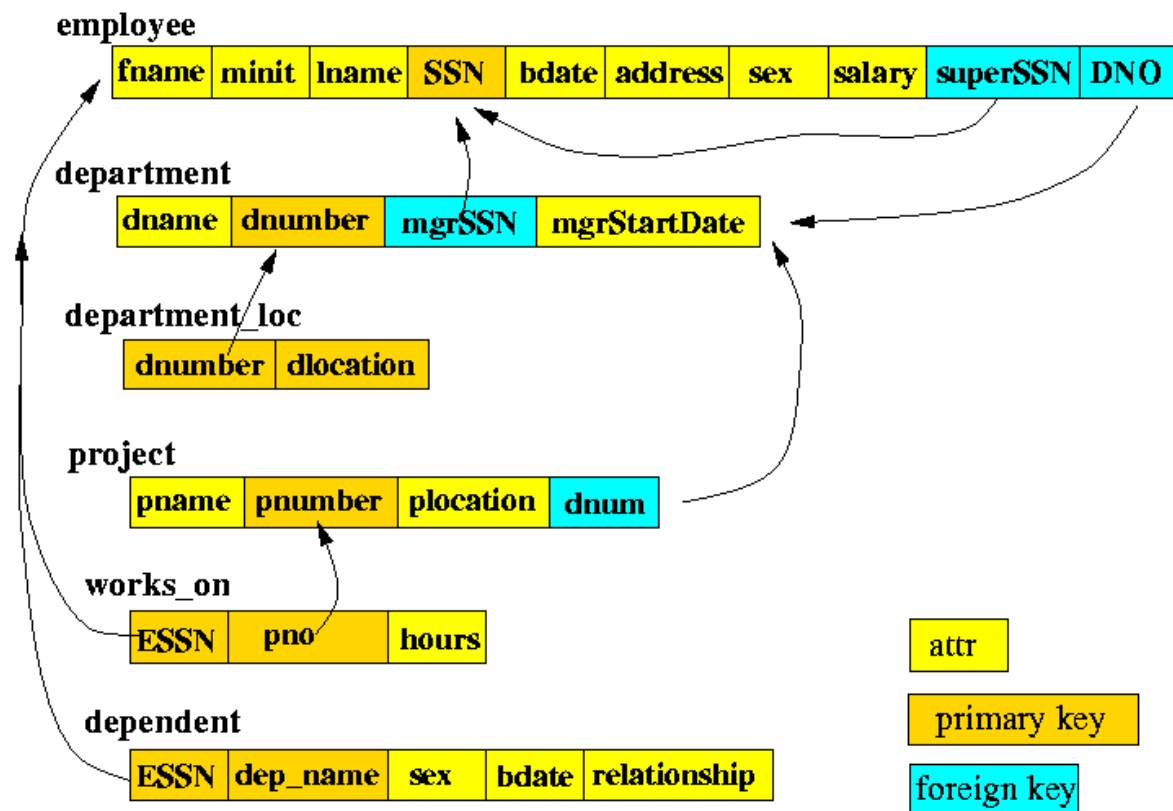 employee
fname minit lname SSN bdate address sex salary superSSN DNO
department
dname dnumber mgrSSN mgrStartDate
department_loc
dnumber dlocation
project
pname pnumber plocation dnum
works_on
ESSN pno hours
dependent
ESSN dep_name sex bdate relationship
attr
primary key
foreign key